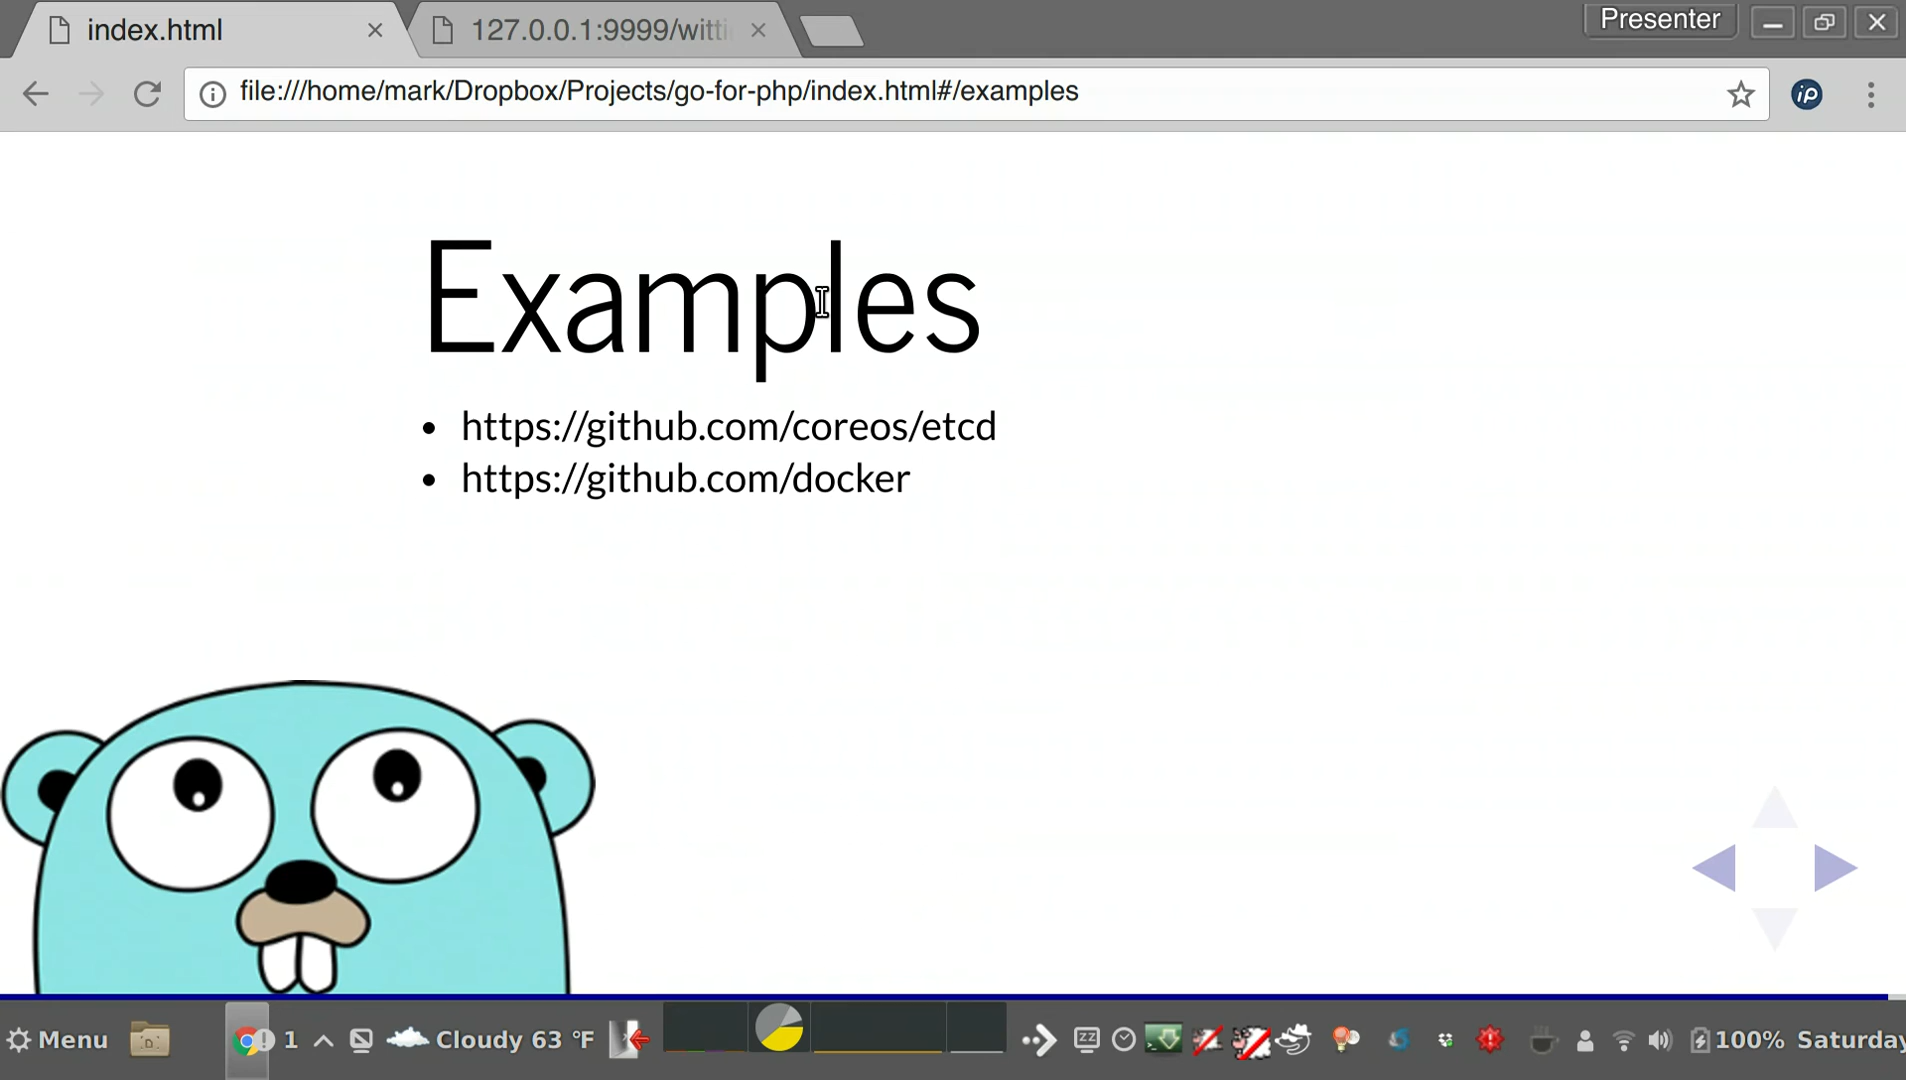 index.html
127.0.0.1:9999/witti
Presenter
file:///home/mark/Dropbox/Projects/go-for-php/index.html#/examples
Examples
• https://github.com/coreos/etcd
• https://github.com/docker
Menu
1
Cloudy 63 °F
100%
Saturday